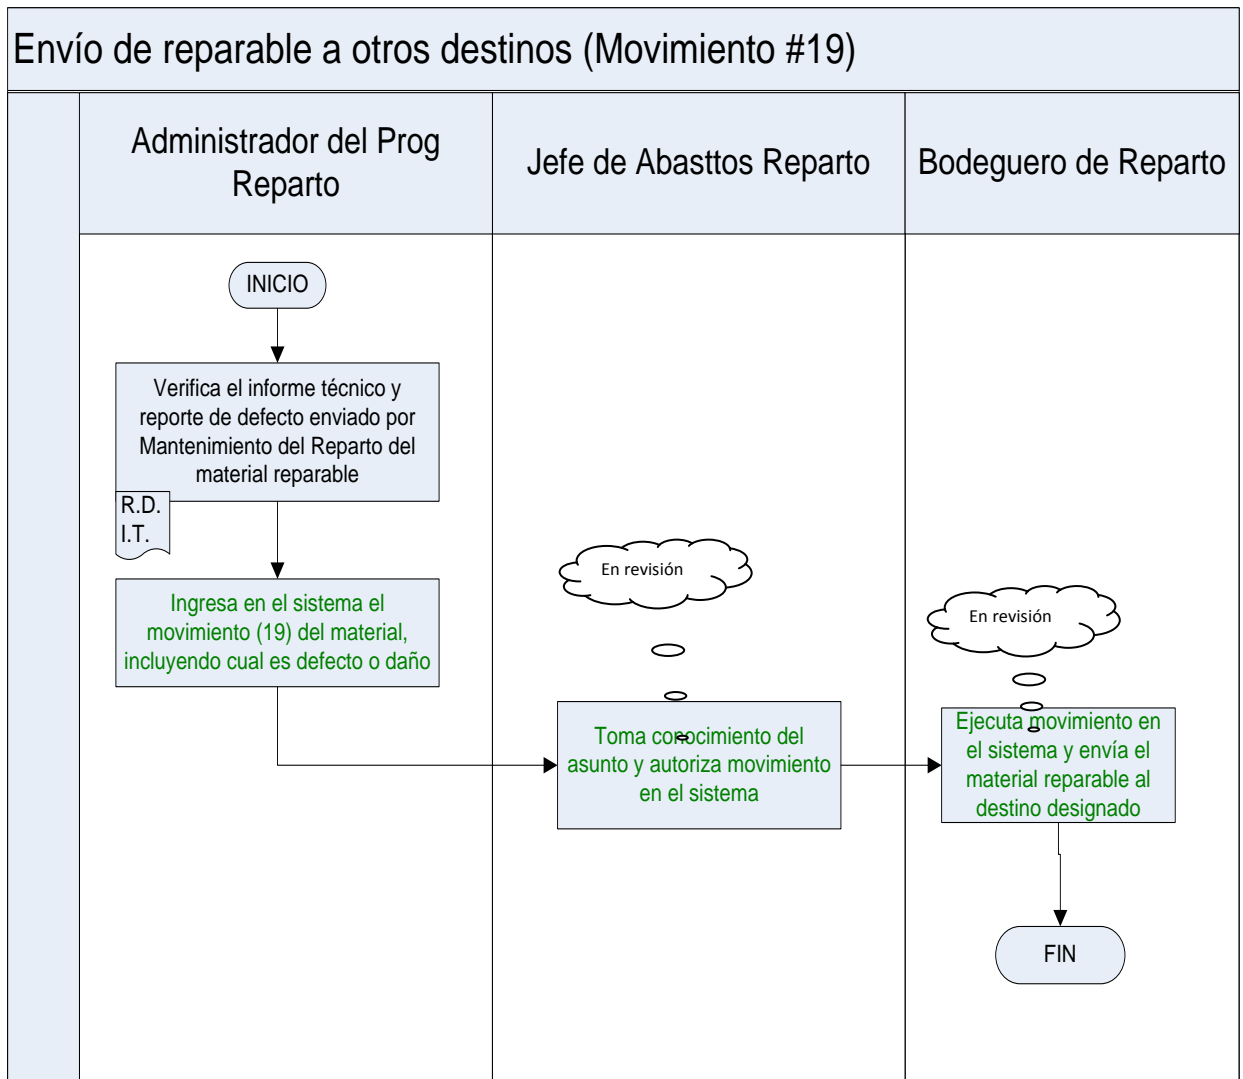 Envío de reparable a otros destinos (Movimiento #19)
Administrador del Prog
Reparto
Jefe de Abasttos Reparto
Bodeguero de Reparto
INICIO
Verifica el informe técnico y
reporte de defecto enviado por
Mantenimiento del Reparto del
material reparable
R.D.
I.T.
Ingresa en el sistema el
movimiento (19) del material,
incluyendo cual es defecto o daño
En revisión
Toma conocimiento del
asunto y autoriza movimiento
en el sistema
En revisión
Ejecuta movimiento en
el sistema y envía el
material reparable al
destino designado
FIN